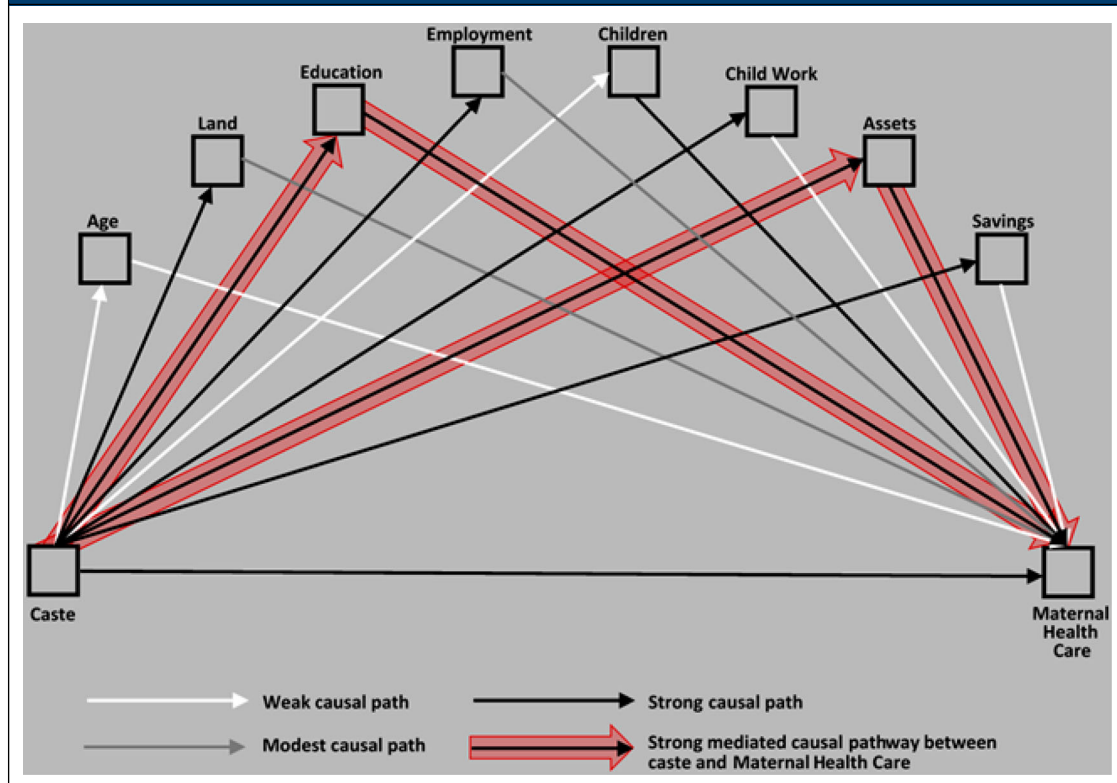 Employment
Children
Education
Child Work
Land
Assets
Age
Savings
Caste
Maternal
Health
Care
Weak causal path
Strong causal path
Modest causal path
Strong mediated causal pathway between
caste and Maternal Health Care